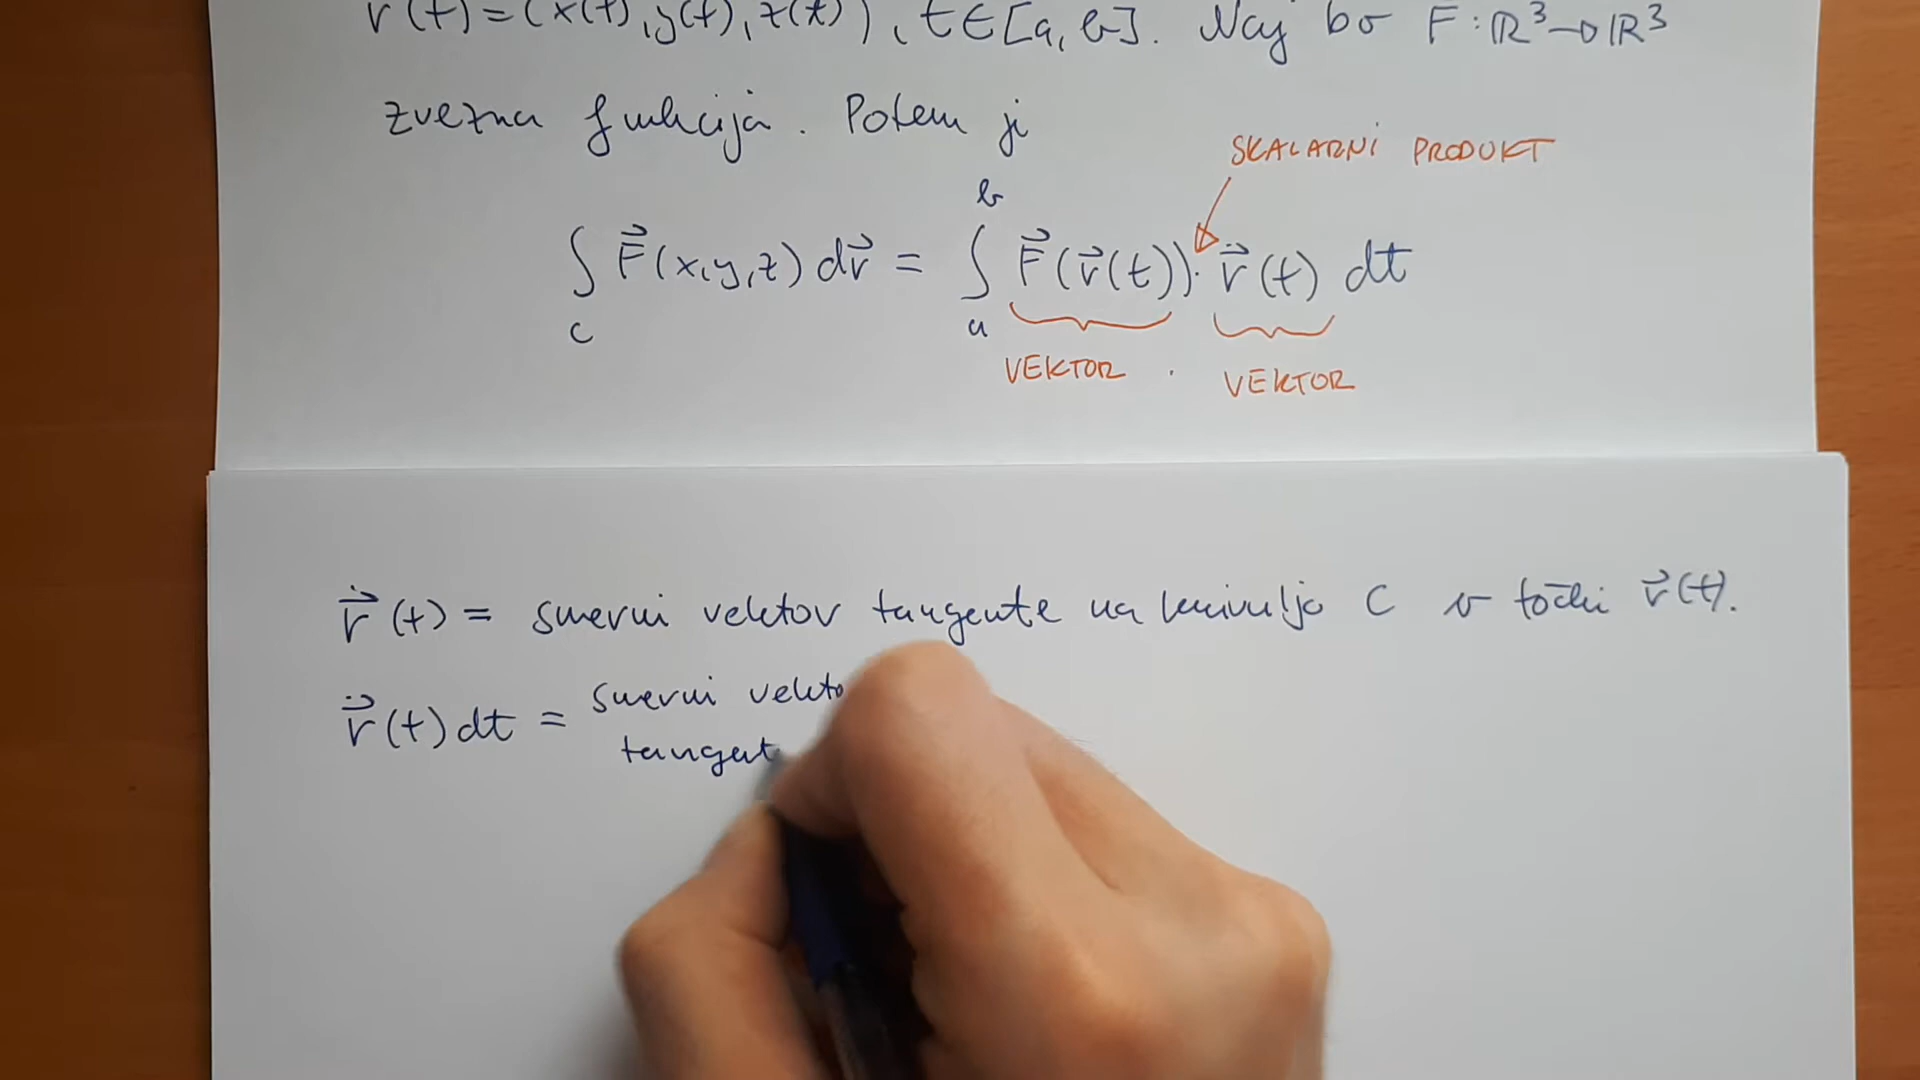 r(t)=(x(t),y(t),z(t)), t∈[a,b]. Naj bo F:ℝ³→ℝ³
zvezna funkcija. Potem je
SKALARNI PRODUKT
∫_C F⃗(x,y,z) dr⃗ = ∫_a^b F⃗(r⃗(t)) · ṙ⃗(t) dt
VEKTOR · VEKTOR
ṙ⃗(t) = smerni vektor tangente na krivuljo C v točki r⃗(t).
ṙ⃗(t)dt = smerni vekto
tangent